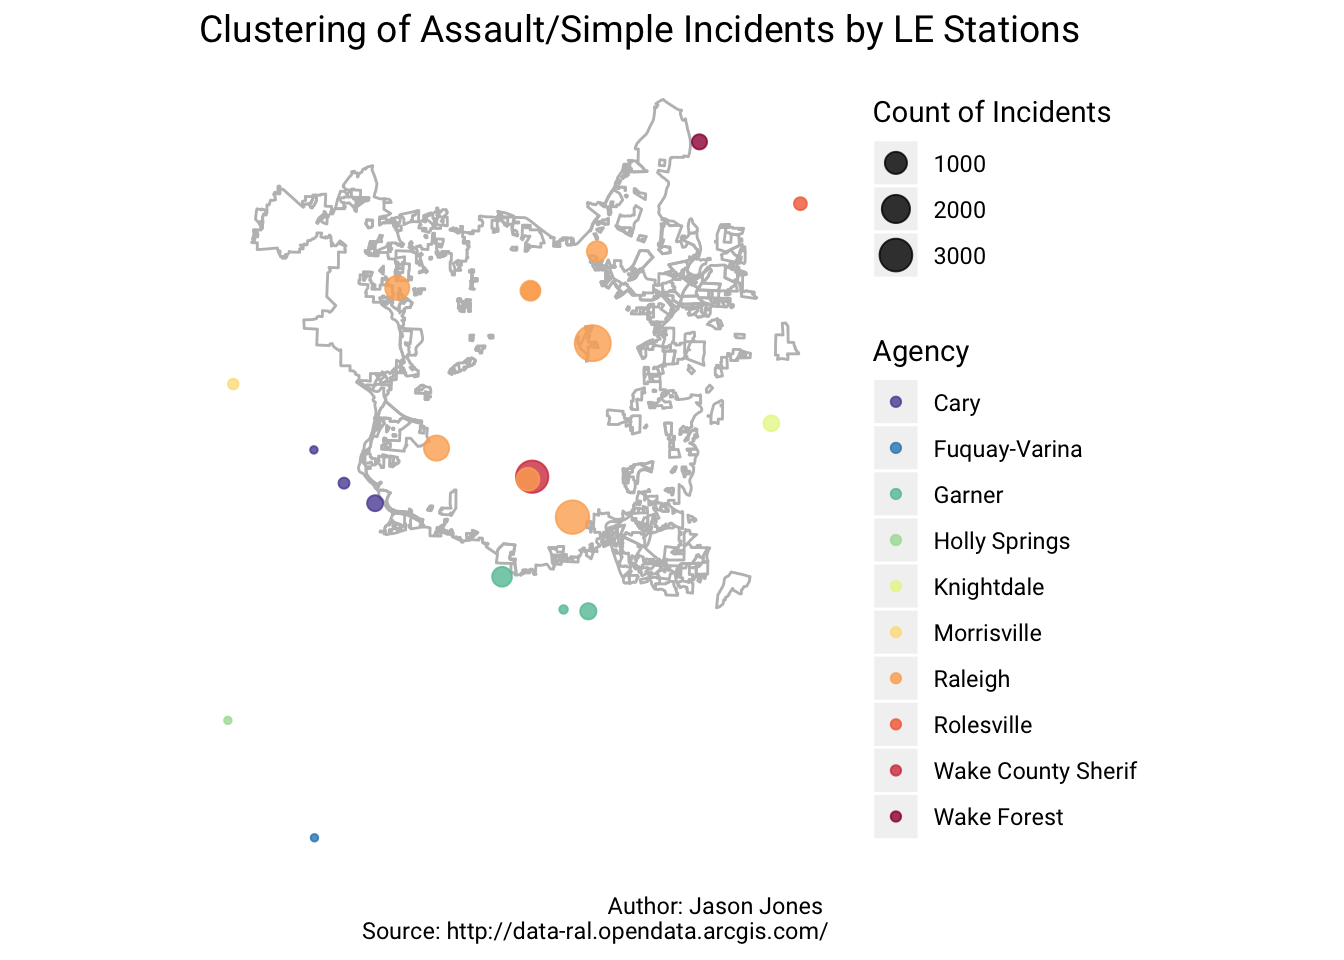 Clustering of Assault/Simple Incidents by LE Stations
Count of Incidents
1000
2000
3000
Agency
Cary
Fuquay-Varina
Garner
Holly Springs
Knightdale
Morrisville
Raleigh
Rolesville
Wake County Sherif
Wake Forest
Author: Jason Jones
Source: http://data-ral.opendata.arcgis.com/